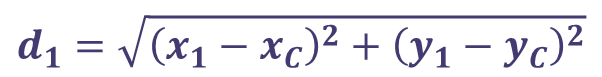 d₁ = √(x₁ − x_C)² + (y₁ − y_C)²